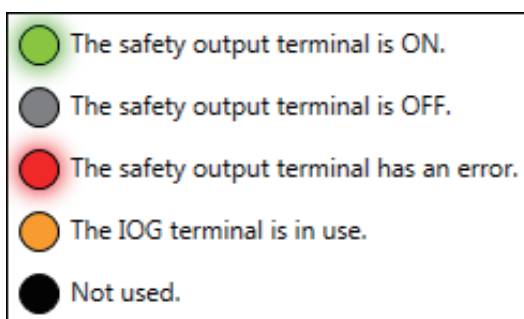 The safety output terminal is ON.
The safety output terminal is OFF.
The safety output terminal has an error.
The IOG terminal is in use.
Not used.